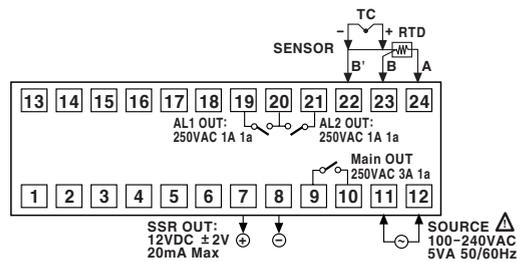 TC
− + RTD
SENSOR
B' B A
13 14 15 16 17 18 19 20 21 22 23 24
AL1 OUT: AL2 OUT:
250VAC 1A 1a 250VAC 1A 1a
Main OUT
250VAC 3A 1a
1 2 3 4 5 6 7 8 9 10 11 12
SSR OUT:
12VDC ±2V
20mA Max
+ −
SOURCE ⚠
100-240VAC
5VA 50/60Hz